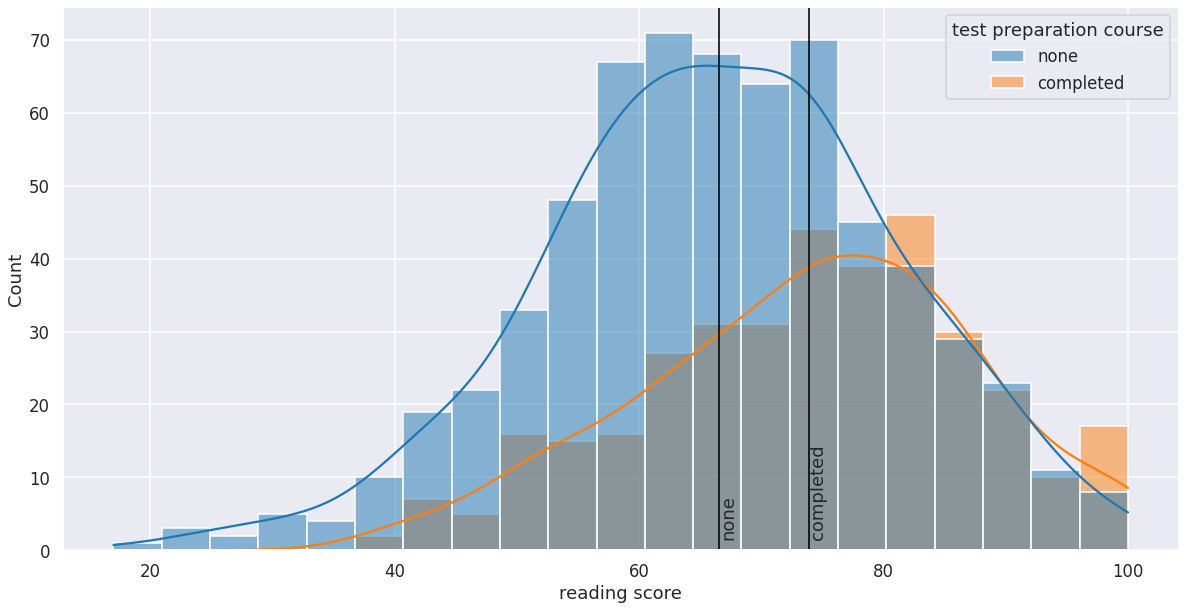 test preparation course
none
completed
70
60
50
40
30
20
10
0
Count
none
completed
20
40
60
80
100
reading score